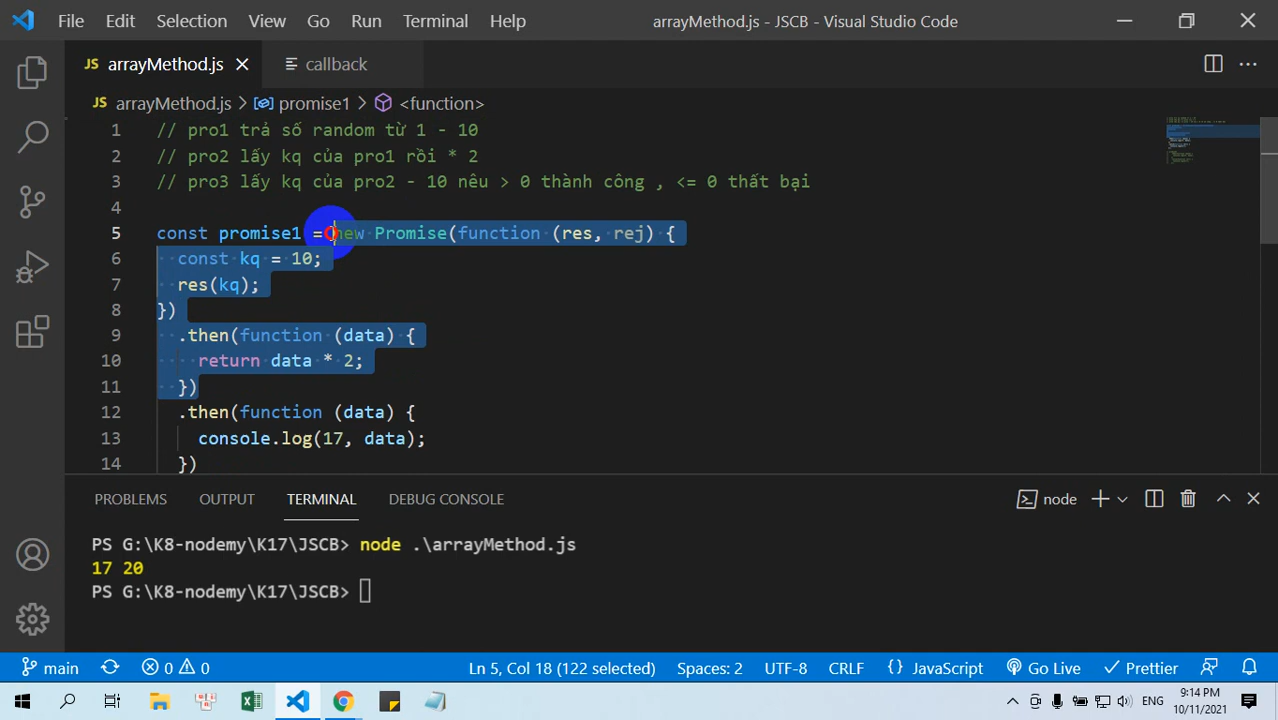 File Edit Selection View Go Run Terminal Help arrayMethod.js - JSCB - Visual Studio Code
JS arrayMethod.js callback
JS arrayMethod.js > promise1 > <function>
1 // pro1 trả số random từ 1 - 10
2 // pro2 lấy kq của pro1 rồi * 2
3 // pro3 lấy kq của pro2 - 10 nêu > 0 thành công , <= 0 thất bại
4
5 const promise1 = new Promise(function (res, rej) {
6 const kq = 10;
7 res(kq);
8 })
9 .then(function (data) {
10 return data * 2;
11 })
12 .then(function (data) {
13 console.log(17, data);
14 })
PROBLEMS OUTPUT TERMINAL DEBUG CONSOLE node
PS G:\K8-nodemy\K17\JSCB> node .\arrayMethod.js
17 20
PS G:\K8-nodemy\K17\JSCB>
main 0 0 Ln 5, Col 18 (122 selected) Spaces: 2 UTF-8 CRLF {} JavaScript Go Live Prettier
ENG 9:14 PM
10/11/2021